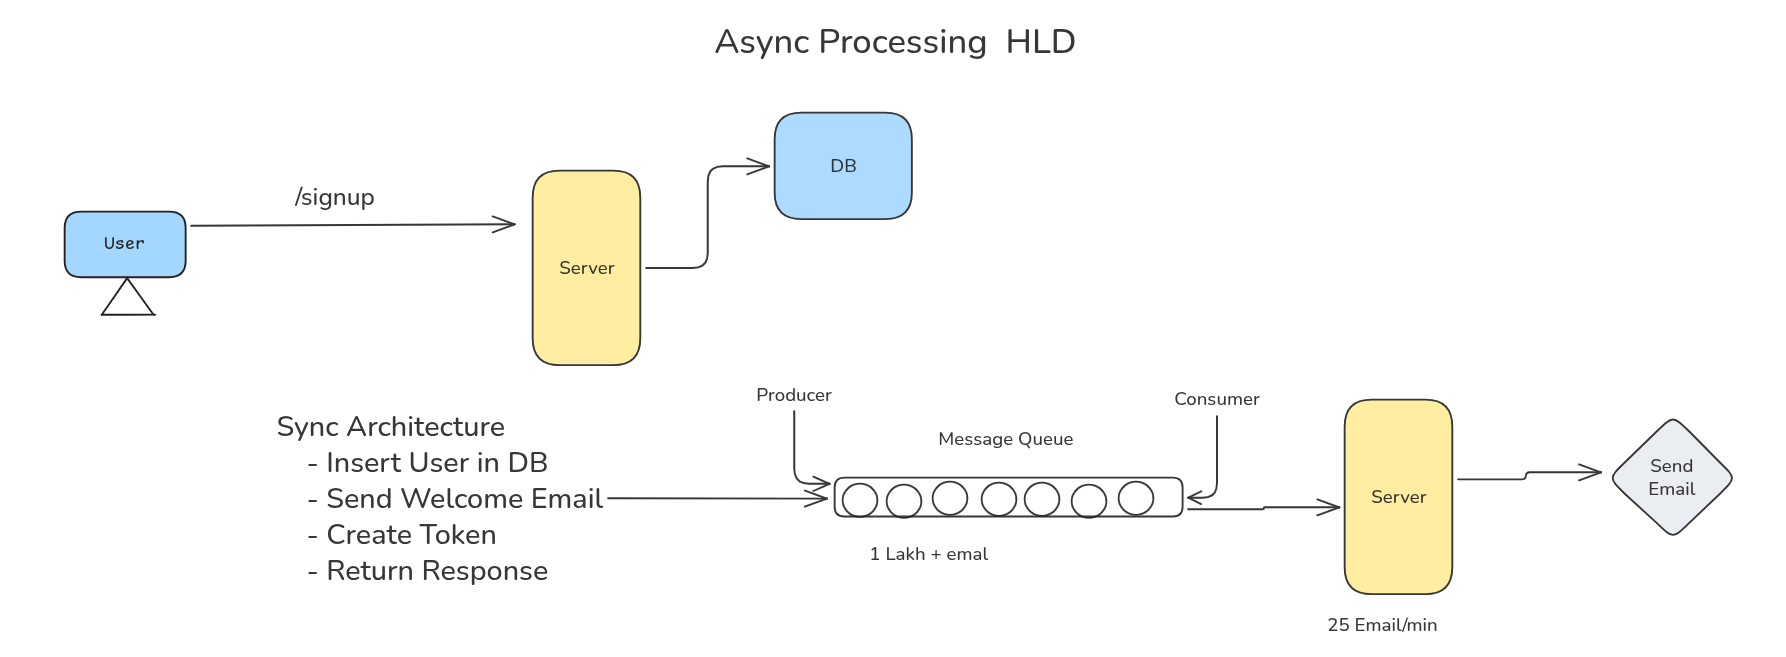 Async Processing  HLD
DB
/signup
User
Server
Producer
Consumer
Sync Architecture
- Insert User in DB
- Send Welcome Email
- Create Token
- Return Response
Message Queue
1 Lakh + emal
Server
Send
Email
25 Email/min